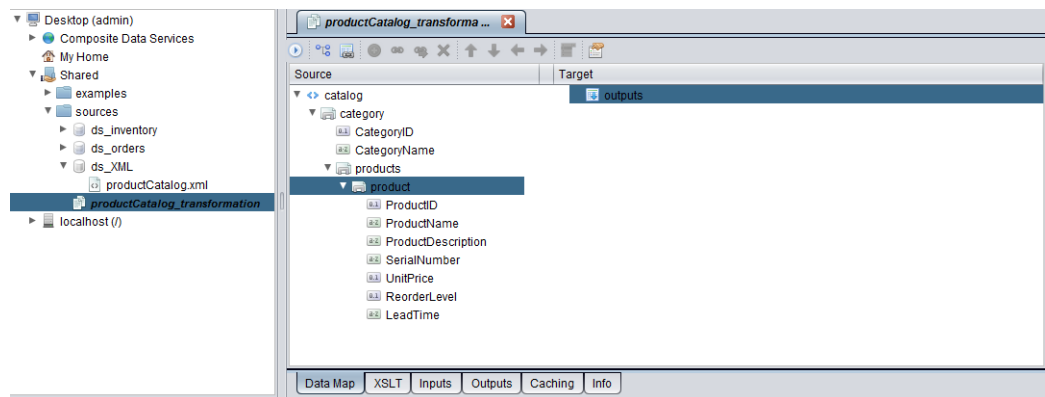 Desktop (admin)
Composite Data Services
My Home
Shared
examples
sources
ds_inventory
ds_orders
ds_XML
productCatalog.xml
productCatalog_transformation
localhost (/)
productCatalog_transforma ...
Source Target
catalog
outputs
category
CategoryID
CategoryName
products
product
ProductID
ProductName
ProductDescription
SerialNumber
UnitPrice
ReorderLevel
LeadTime
Data Map XSLT Inputs Outputs Caching Info